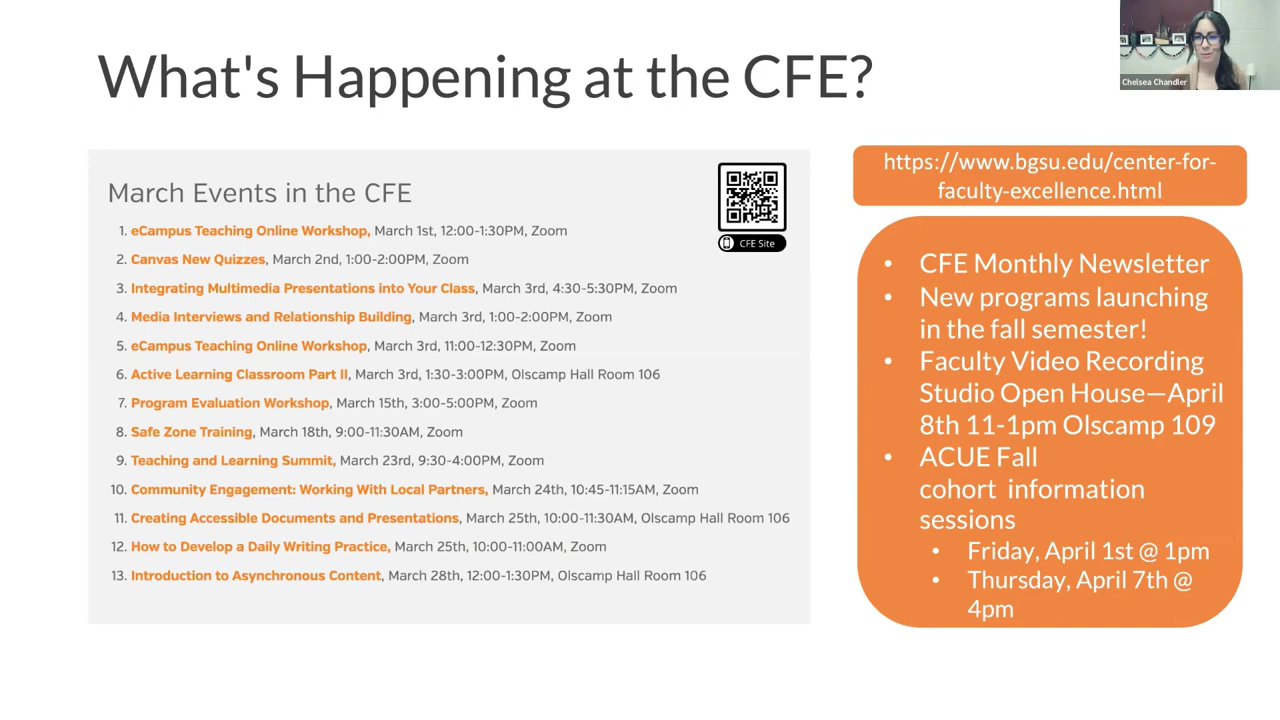 What's Happening at the CFE?
Chelsea Chandler
March Events in the CFE
CFE Site
1. eCampus Teaching Online Workshop, March 1st, 12:00-1:30PM, Zoom
2. Canvas New Quizzes, March 2nd, 1:00-2:00PM, Zoom
3. Integrating Multimedia Presentations into Your Class, March 3rd, 4:30-5:30PM, Zoom
4. Media Interviews and Relationship Building, March 3rd, 1:00-2:00PM, Zoom
5. eCampus Teaching Online Workshop, March 3rd, 11:00-12:30PM, Zoom
6. Active Learning Classroom Part II, March 3rd, 1:30-3:00PM, Olscamp Hall Room 106
7. Program Evaluation Workshop, March 15th, 3:00-5:00PM, Zoom
8. Safe Zone Training, March 18th, 9:00-11:30AM, Zoom
9. Teaching and Learning Summit, March 23rd, 9:30-4:00PM, Zoom
10. Community Engagement: Working With Local Partners, March 24th, 10:45-11:15AM, Zoom
11. Creating Accessible Documents and Presentations, March 25th, 10:00-11:30AM, Olscamp Hall Room 106
12. How to Develop a Daily Writing Practice, March 25th, 10:00-11:00AM, Zoom
13. Introduction to Asynchronous Content, March 28th, 12:00-1:30PM, Olscamp Hall Room 106
https://www.bgsu.edu/center-for-
faculty-excellence.html
• CFE Monthly Newsletter
• New programs launching
in the fall semester!
• Faculty Video Recording
Studio Open House—April
8th 11-1pm Olscamp 109
• ACUE Fall
cohort information
sessions
• Friday, April 1st @ 1pm
• Thursday, April 7th @
4pm